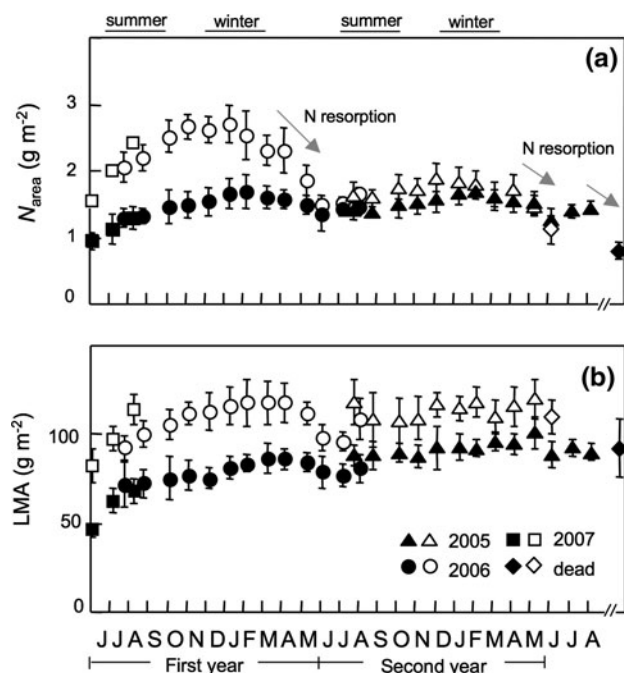 summer winter summer winter
(a)
3
2
1
0
N area (g m-2)
N resorption
N resorption
(b)
100
50
0
LMA (g m-2)
2005 2007
2006 dead
J J A S O N D J F M A M J J A S O N D J F M A M J J A
First year Second year